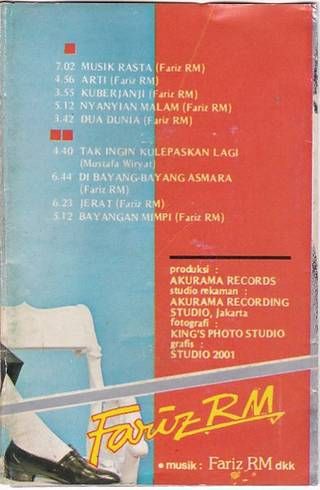 7.02 MUSIK RASTA (Fariz RM)
4.56 ARTI (Fariz RM)
3.55 KUBERJANJI (Fariz RM)
5.12 NYANYIAN MALAM (Fariz RM)
3.42 DUA DUNIA (Fariz RM)
4.40 TAK INGIN KULEPASKAN LAGI
(Mustafa Wiryat)
6.44 DI BAYANG-BAYANG ASMARA
(Fariz RM)
6.23 JERAT (Fariz RM)
5.12 BAYANGAN MIMPI (Fariz RM)
produksi :
AKURAMA RECORDS
studio rekaman :
AKURAMA RECORDING
STUDIO, Jakarta
fotografi :
KING'S PHOTO STUDIO
grafis :
STUDIO 2001
Fariz RM
• musik : Fariz RM dkk